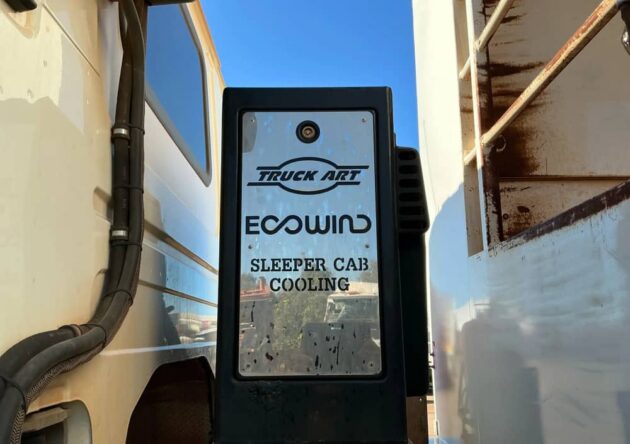 TRUCK ART
ECOWIND
SLEEPER CAB
COOLING